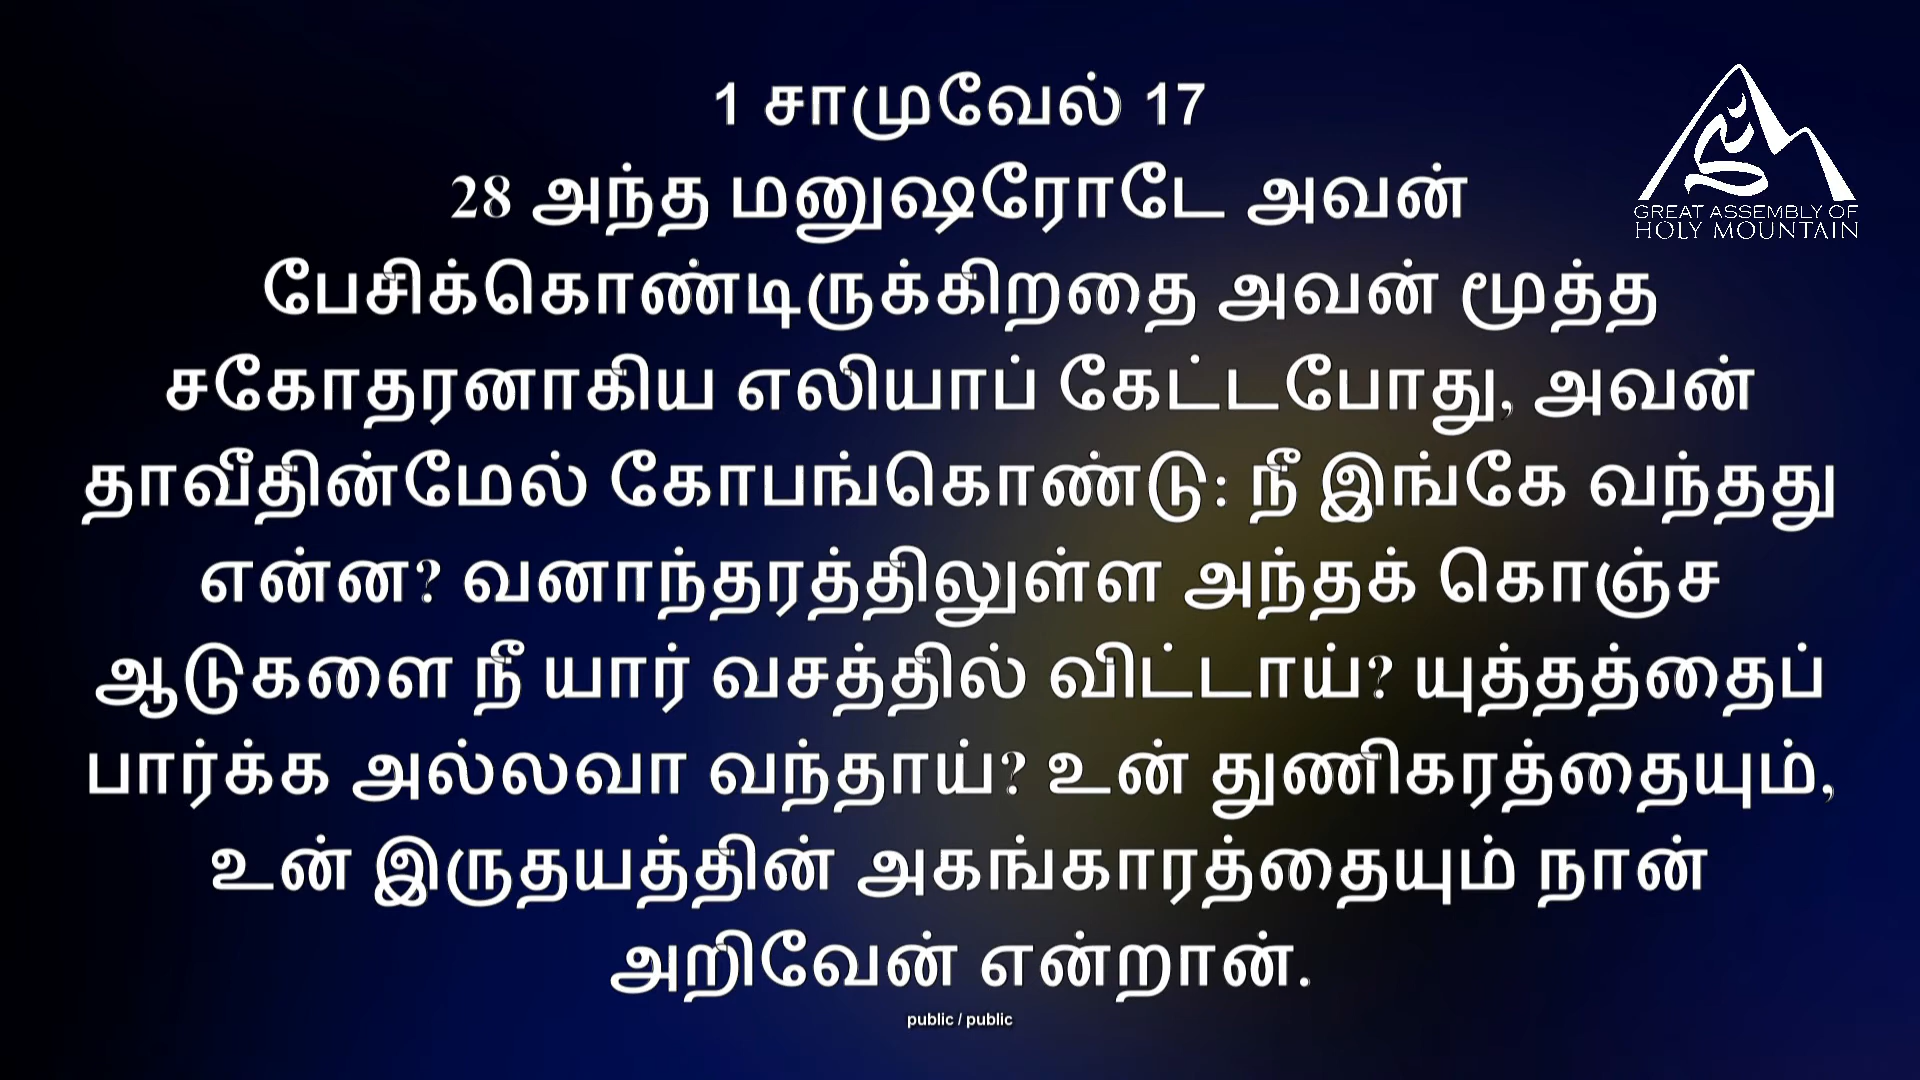 1 சாமுவேல் 17
28 அந்த மனுஷரோடே அவன்
பேசிக்கொண்டிருக்கிறதை அவன் மூத்த
சகோதரனாகிய எலியாப் கேட்டபோது, அவன்
தாவீதின்மேல் கோபங்கொண்டு: நீ இங்கே வந்தது
என்ன? வனாந்தரத்திலுள்ள அந்தக் கொஞ்ச
ஆடுகளை நீ யார் வசத்தில் விட்டாய்? யுத்தத்தைப்
பார்க்க அல்லவா வந்தாய்? உன் துணிகரத்தையும்,
உன் இருதயத்தின் அகங்காரத்தையும் நான்
அறிவேன் என்றான்.
public / public
GREAT ASSEMBLY OF
HOLY MOUNTAIN